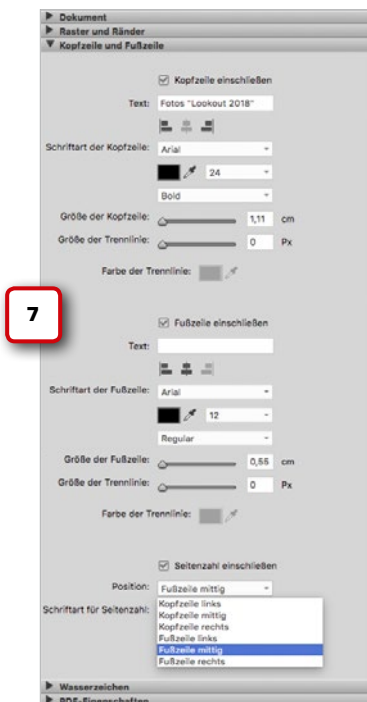 Dokument
Raster und Ränder
Kopfzeile und Fußzeile
Kopfzeile einschließen
Text: Fotos "Lookout 2018"
Schriftart der Kopfzeile: Arial
24
Bold
Größe der Kopfzeile: 1,11 cm
Größe der Trennlinie: 0 Px
Farbe der Trennlinie:
7
Fußzeile einschließen
Text:
Schriftart der Fußzeile: Arial
12
Regular
Größe der Fußzeile: 0,55 cm
Größe der Trennlinie: 0 Px
Farbe der Trennlinie:
Seitenzahl einschließen
Position: Fußzeile mittig
Schriftart für Seitenzahl:
Kopfzeile links
Kopfzeile mittig
Kopfzeile rechts
Fußzeile links
Fußzeile mittig
Fußzeile rechts
Wasserzeichen
PDF-Eigenschaften